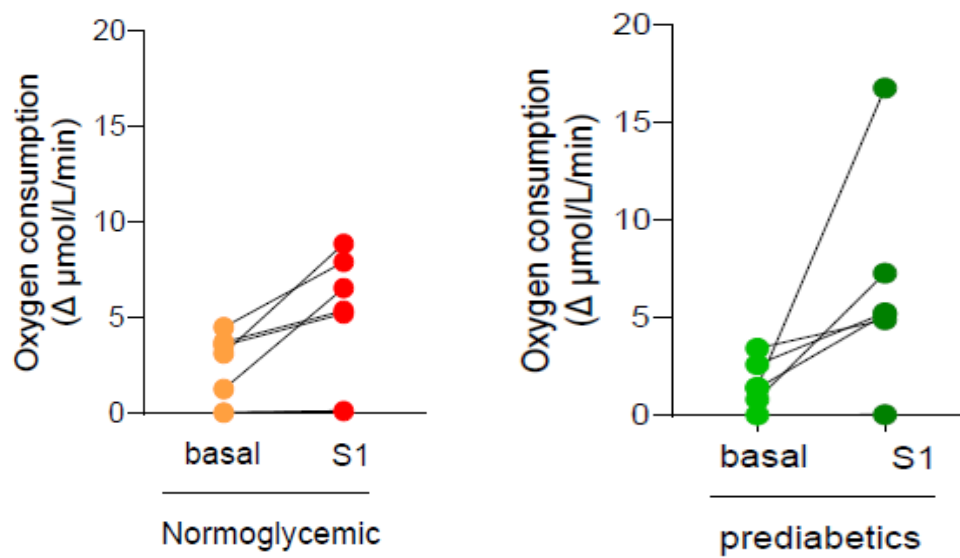 Oxygen consumption
(Δ μmol/L/min)
20
15
10
5
0
basal S1
Normoglycemic
Oxygen consumption
(Δ μmol/L/min)
20
15
10
5
0
basal S1
prediabetics